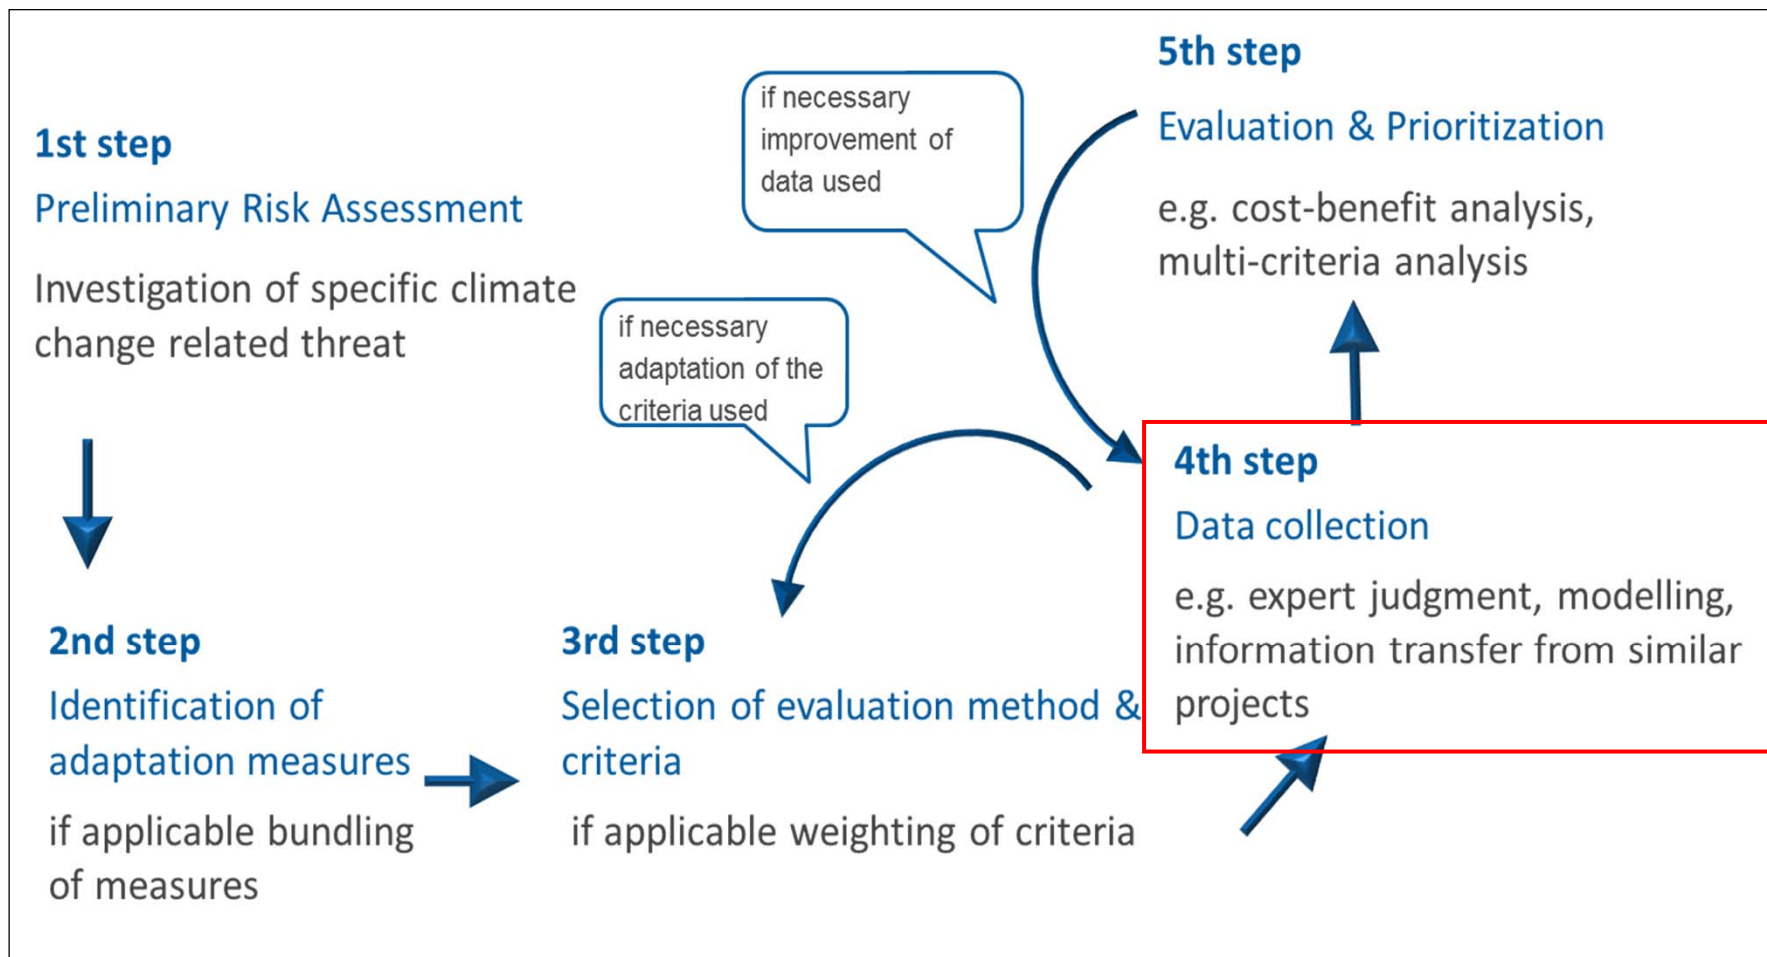 1st step
Preliminary Risk Assessment
Investigation of specific climate
change related threat
2nd step
Identification of
adaptation measures
if applicable bundling
of measures
3rd step
Selection of evaluation method &
criteria
if applicable weighting of criteria
if necessary
adaptation of the
criteria used
if necessary
improvement of
data used
4th step
Data collection
e.g. expert judgment, modelling,
information transfer from similar
projects
5th step
Evaluation & Prioritization
e.g. cost-benefit analysis,
multi-criteria analysis